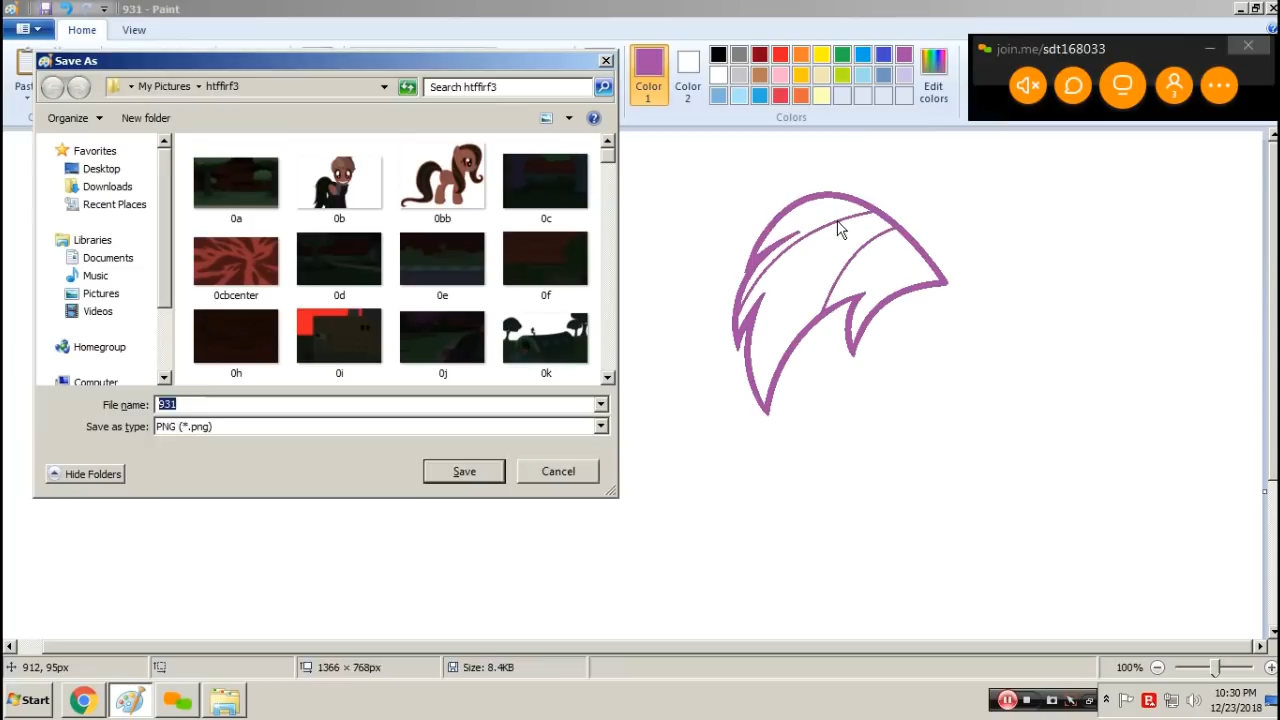 931 - Paint
Home
View
Paste
Save As
My Pictures
htffirf3
Search htffirf3
Organize
New folder
Favorites
Desktop
Downloads
Recent Places
Libraries
Documents
Music
Pictures
Videos
Homegroup
Computer
0a
0b
0bb
0c
0cbcenter
0d
0e
0f
0h
0i
0j
0k
File name:
931
Save as type:
PNG (*.png)
Hide Folders
Save
Cancel
Color 1
Color 2
Edit colors
Colors
join.me/sdt168033
3
912, 95px
1366 × 768px
Size: 8.4KB
100%
Start
10:30 PM
12/23/2018